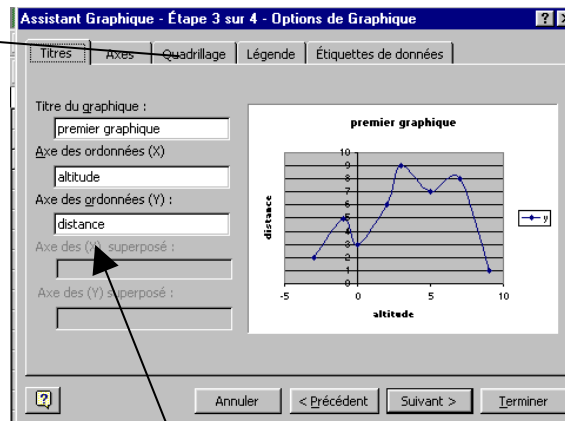 Assistant Graphique - Étape 3 sur 4 - Options de Graphique
Titres Axes Quadrillage Légende Étiquettes de données
Titre du graphique :
premier graphique
Axe des ordonnées (X)
altitude
Axe des ordonnées (Y) :
distance
Axe des (X) superposé :
Axe des (Y) superposé :
premier graphique
distance
10
9
8
7
6
5
4
3
2
1
0
-5 0 5 10
altitude
y
Annuler < Précédent Suivant > Terminer